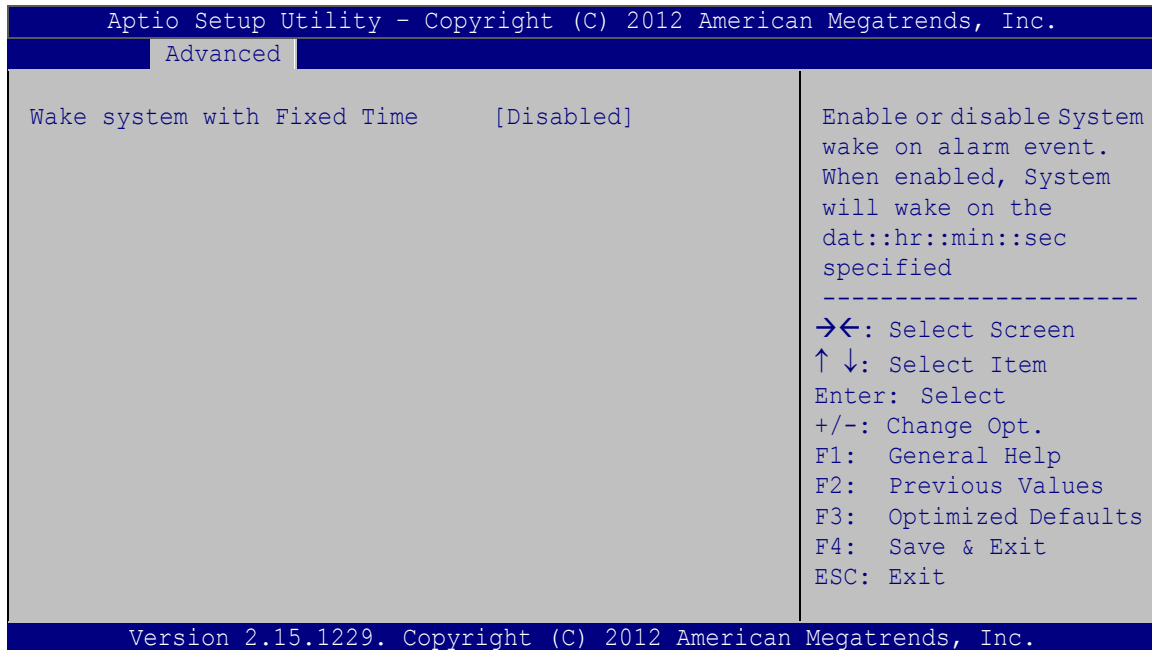 Aptio Setup Utility – Copyright (C) 2012 American Megatrends, Inc.
Advanced
Wake system with Fixed Time [Disabled]
Enable or disable System
wake on alarm event.
When enabled, System
will wake on the
dat::hr::min::sec
specified
----------------------
→←: Select Screen
↑ ↓: Select Item
Enter: Select
+/-: Change Opt.
F1: General Help
F2: Previous Values
F3: Optimized Defaults
F4: Save & Exit
ESC: Exit
Version 2.15.1229. Copyright (C) 2012 American Megatrends, Inc.